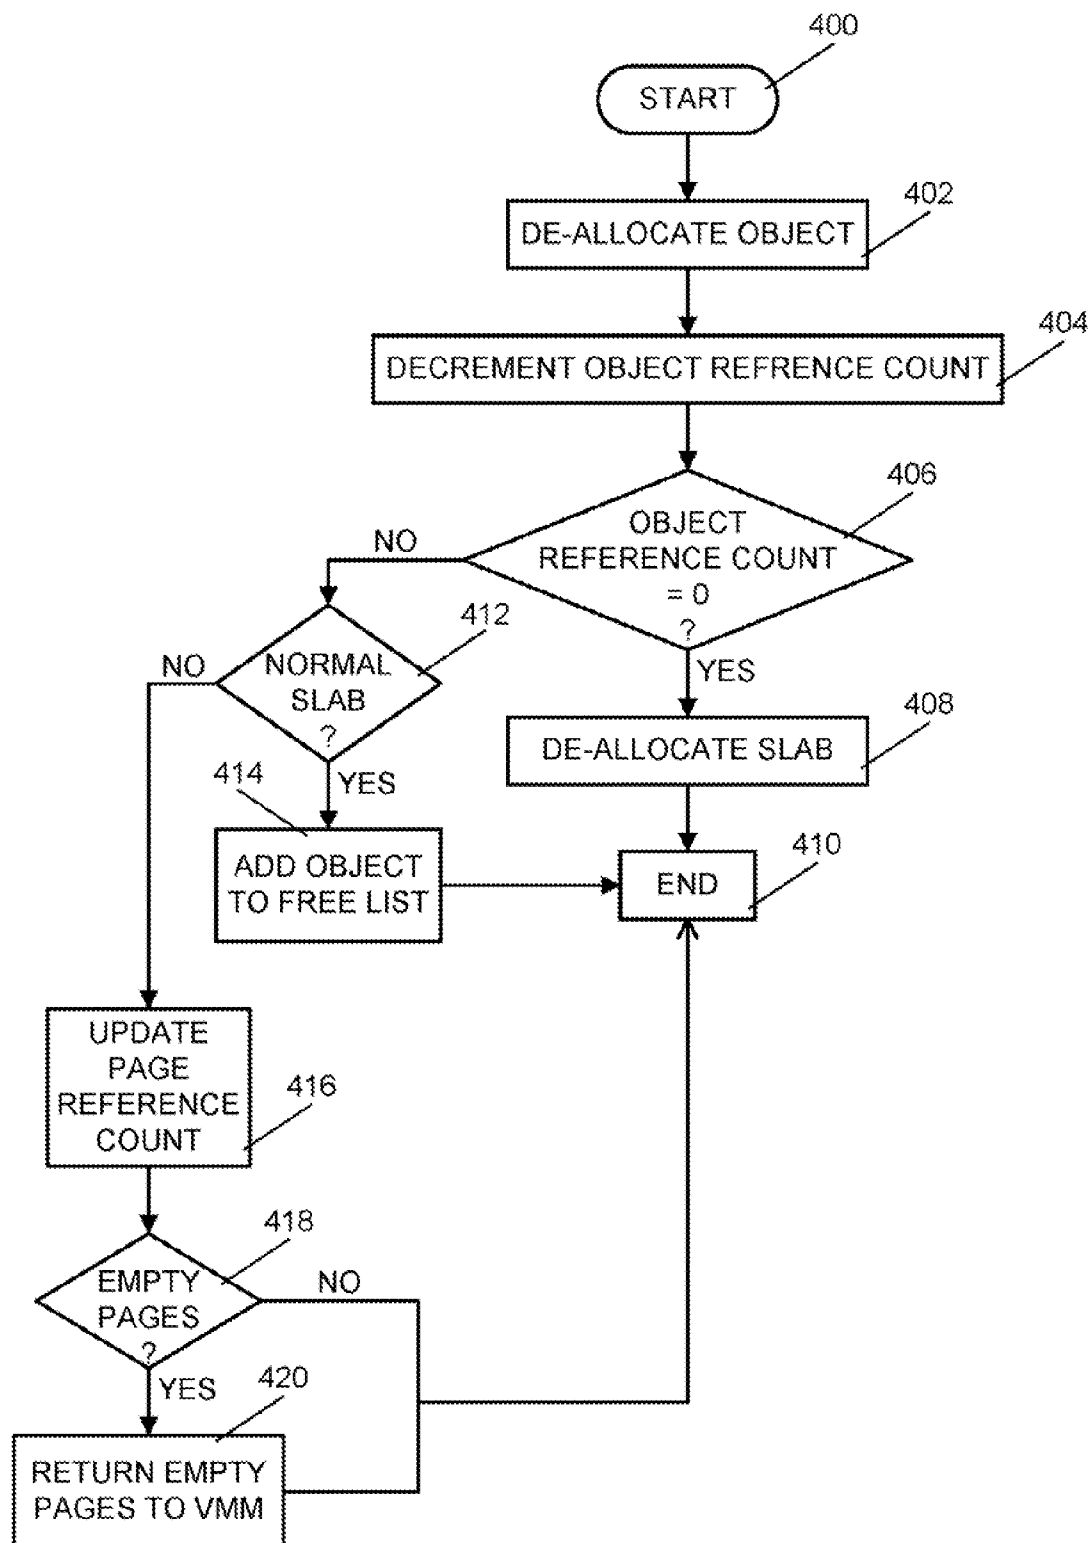 400
START
402
DE-ALLOCATE OBJECT
404
DECREMENT OBJECT REFRENCE COUNT
406
OBJECT
REFERENCE COUNT
= 0
?
NO
YES
412
NORMAL
SLAB
?
NO
YES
408
DE-ALLOCATE SLAB
414
ADD OBJECT
TO FREE LIST
410
END
UPDATE
PAGE
REFERENCE
COUNT
416
418
EMPTY
PAGES
?
NO
YES
420
RETURN EMPTY
PAGES TO VMM